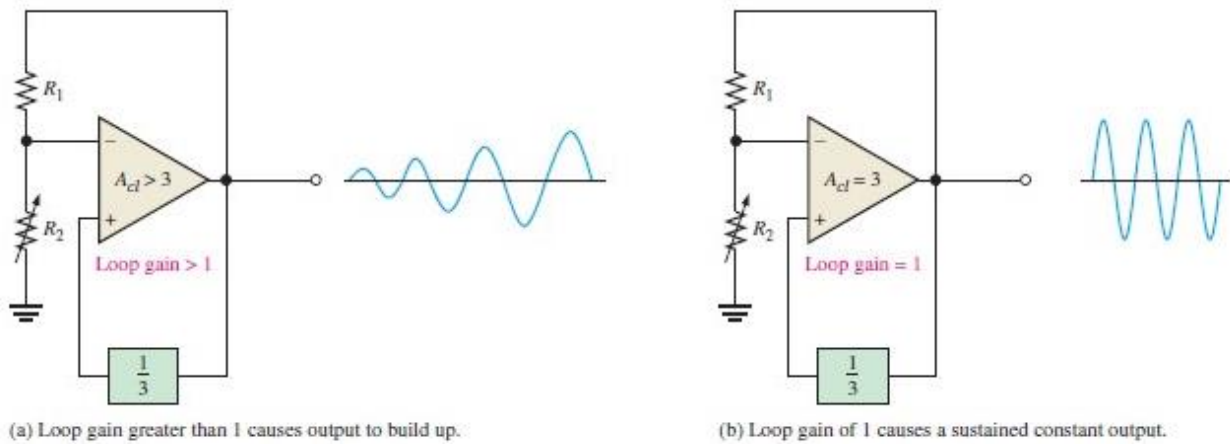 R1
−
Acl > 3
+
R2
Loop gain > 1
1
3
(a) Loop gain greater than 1 causes output to build up.
R1
−
Acl = 3
+
R2
Loop gain = 1
1
3
(b) Loop gain of 1 causes a sustained constant output.